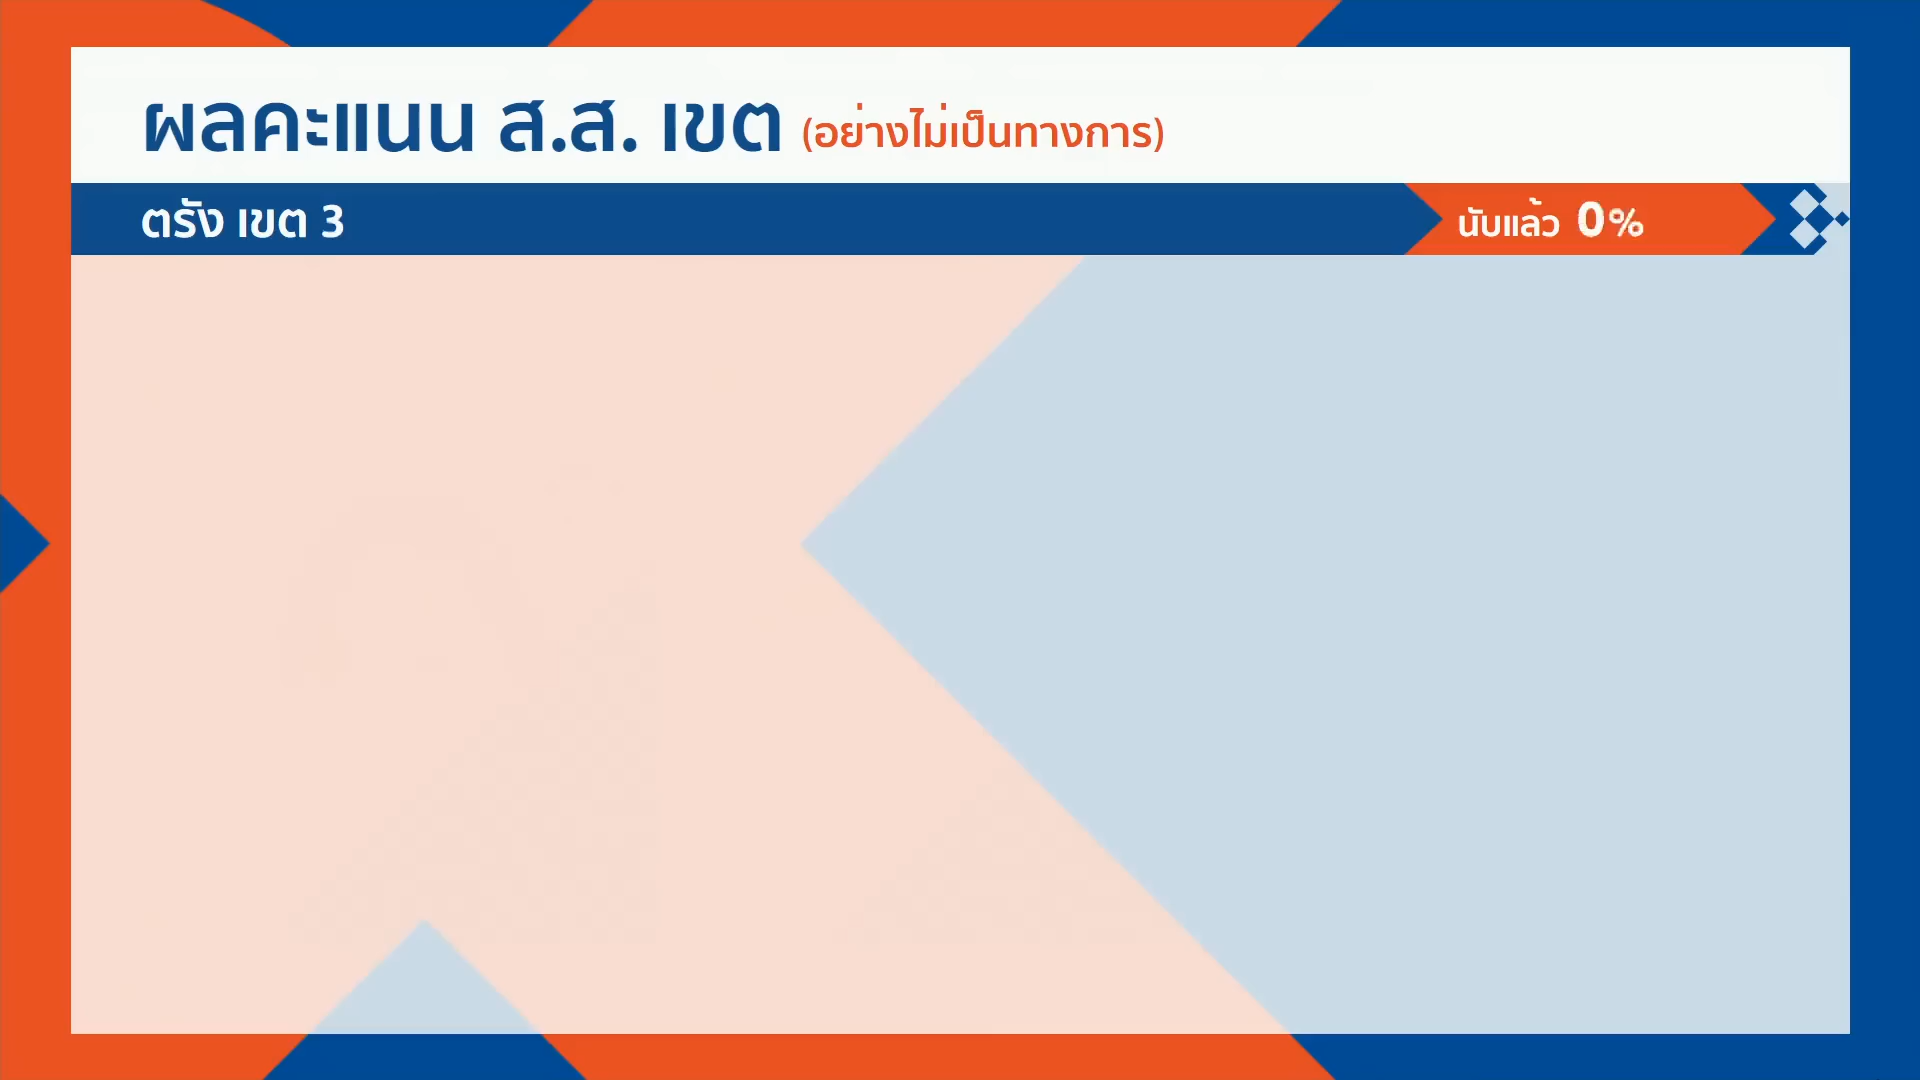 ผลคะแนน ส.ส. เขต (อย่างไม่เป็นทางการ)
ตรัง เขต 3 นับแล้ว 0%